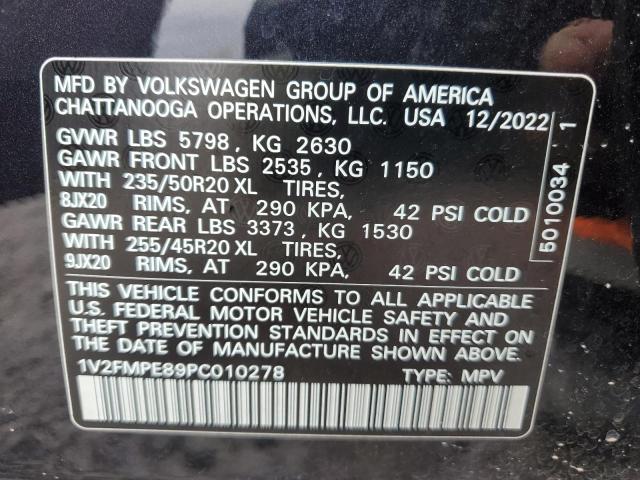 MFD BY VOLKSWAGEN GROUP OF AMERICA
CHATTANOOGA OPERATIONS, LLC. USA 12/2022
GVWR LBS 5798, KG 2630
GAWR FRONT LBS 2535, KG 1150
WITH 235/50R20 XL TIRES,
8JX20 RIMS, AT 290 KPA, 42 PSI COLD
GAWR REAR LBS 3373, KG 1530
WITH 255/45R20 XL TIRES,
9JX20 RIMS, AT 290 KPA, 42 PSI COLD
THIS VEHICLE CONFORMS TO ALL APPLICABLE
U.S. FEDERAL MOTOR VEHICLE SAFETY AND
THEFT PREVENTION STANDARDS IN EFFECT ON
THE DATE OF MANUFACTURE SHOWN ABOVE.
1V2FMPE89PC010278 TYPE: MPV
5010034 1